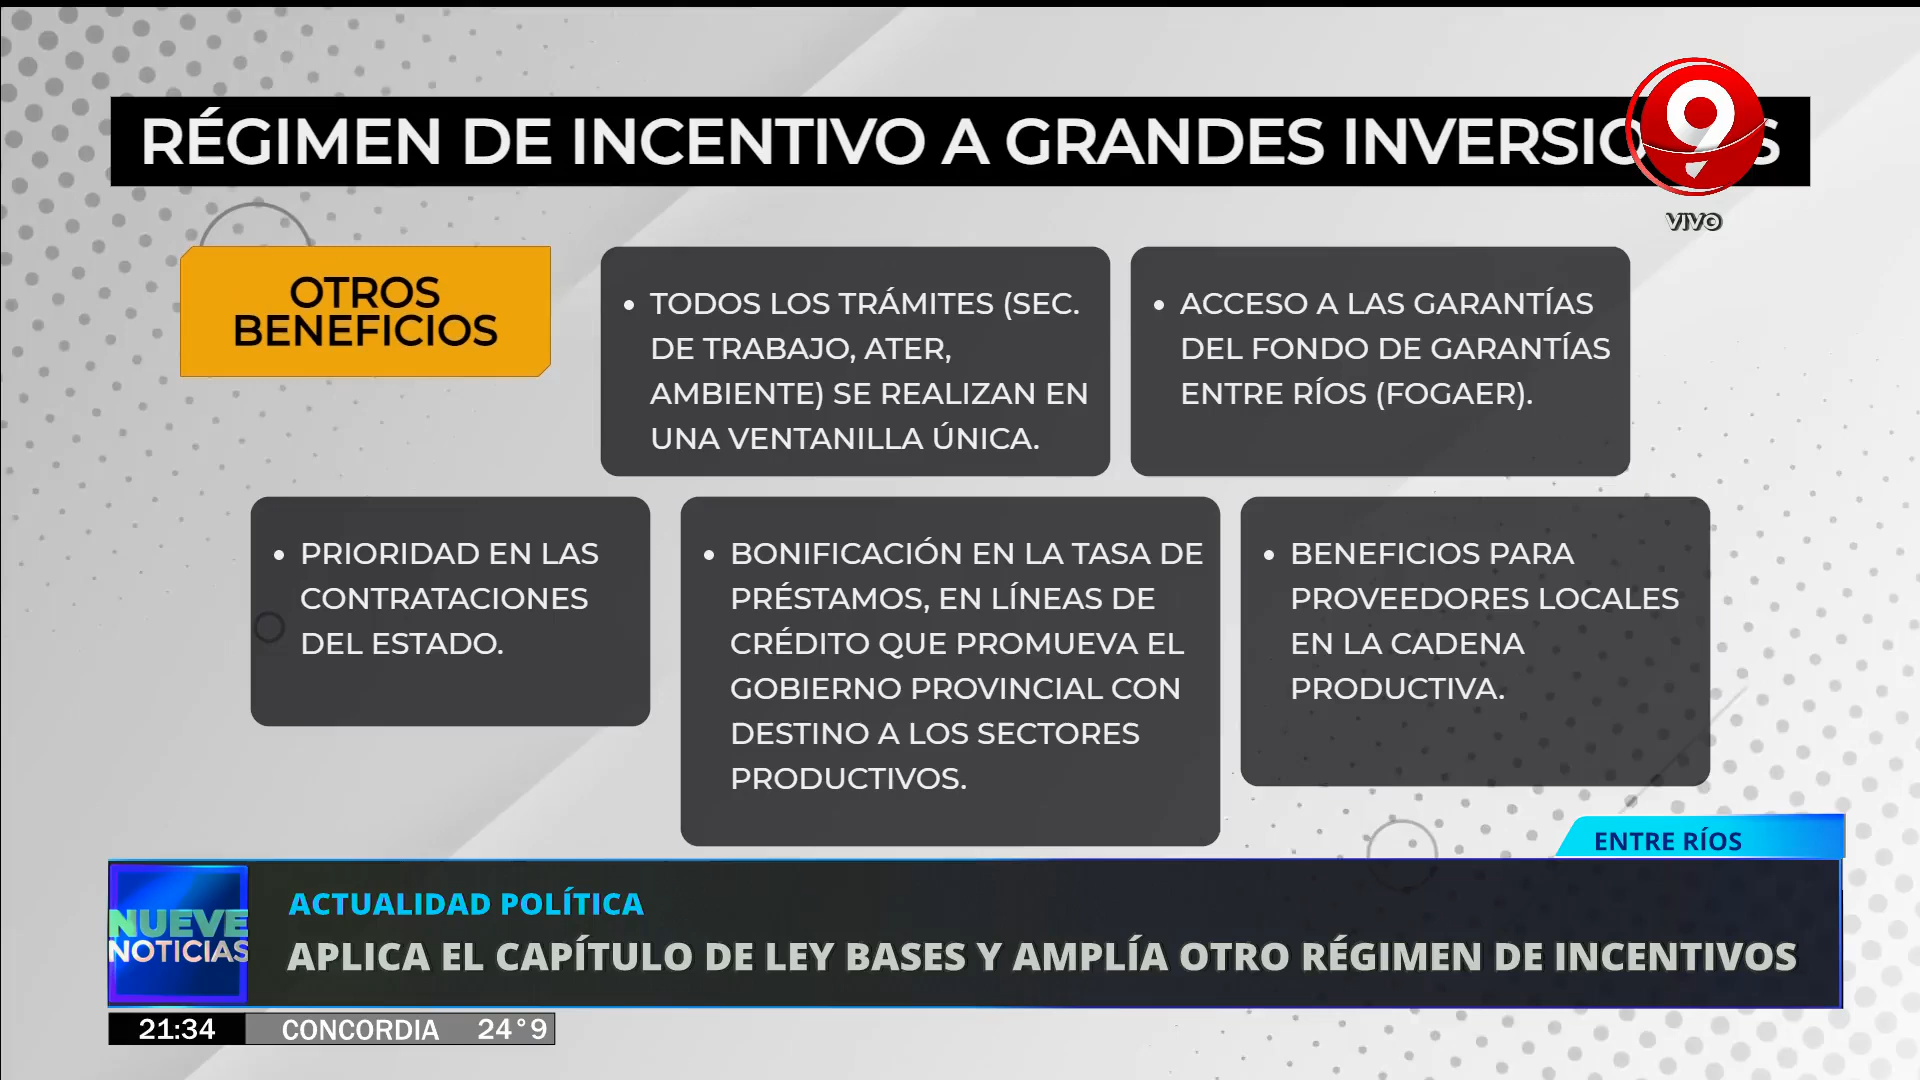 RÉGIMEN DE INCENTIVO A GRANDES
9
VIVO
OTROS
BENEFICIOS
• TODOS LOS TRÁMITES (SEC.
DE TRABAJO, ATER,
AMBIENTE) SE REALIZAN EN
UNA VENTANILLA ÚNICA.
• ACCESO A LAS GARANTÍAS
DEL FONDO DE GARANTÍAS
ENTRE RÍOS (FOGAER).
• PRIORIDAD EN LAS
CONTRATACIONES
DEL ESTADO.
• BONIFICACIÓN EN LA TASA DE
PRÉSTAMOS, EN LÍNEAS DE
CRÉDITO QUE PROMUEVA EL
GOBIERNO PROVINCIAL CON
DESTINO A LOS SECTORES
PRODUCTIVOS.
• BENEFICIOS PARA
PROVEEDORES LOCALES
EN LA CADENA
PRODUCTIVA.
ENTRE RÍOS
NUEVE
NOTICIAS
ACTUALIDAD POLÍTICA
APLICA EL CAPÍTULO DE LEY BASES Y AMPLÍA OTRO RÉGIMEN DE INCENTIVOS
21:34 CONCORDIA 24°9